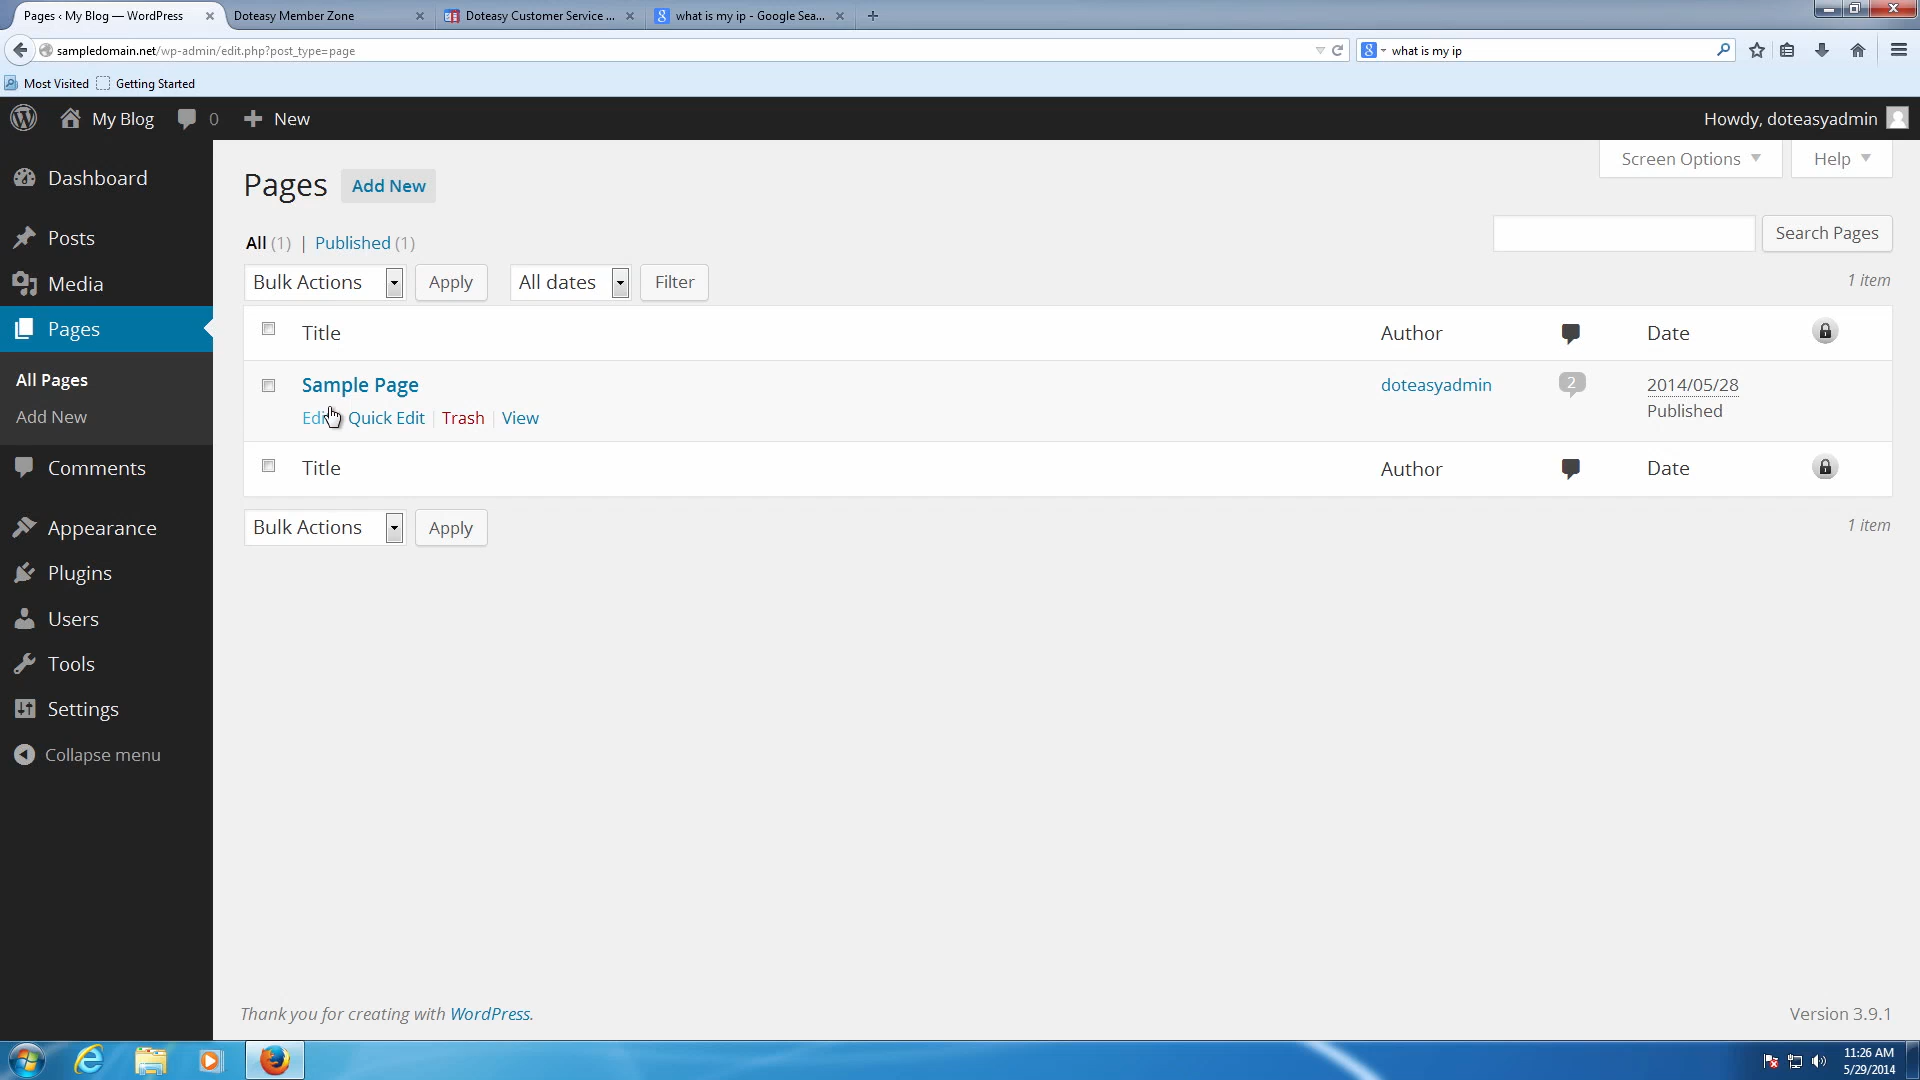 Pages ‹ My Blog — WordPress
Doteasy Member Zone
Doteasy Customer Service ...
what is my ip - Google Sea...
sampledomain.net/wp-admin/edit.php?post_type=page
what is my ip
Most Visited
Getting Started
My Blog
0
New
Howdy, doteasyadmin
Screen Options
Help
Dashboard
Posts
Media
Pages
All Pages
Add New
Comments
Appearance
Plugins
Users
Tools
Settings
Collapse menu
Pages Add New
All (1) | Published (1)
Search Pages
Bulk Actions Apply All dates Filter
1 item
Title Author Date
Sample Page doteasyadmin 2 2014/05/28
Published
Quick Edit | Trash | View
Title Author Date
Bulk Actions Apply
1 item
Thank you for creating with WordPress.
Version 3.9.1
11:26 AM
5/29/2014